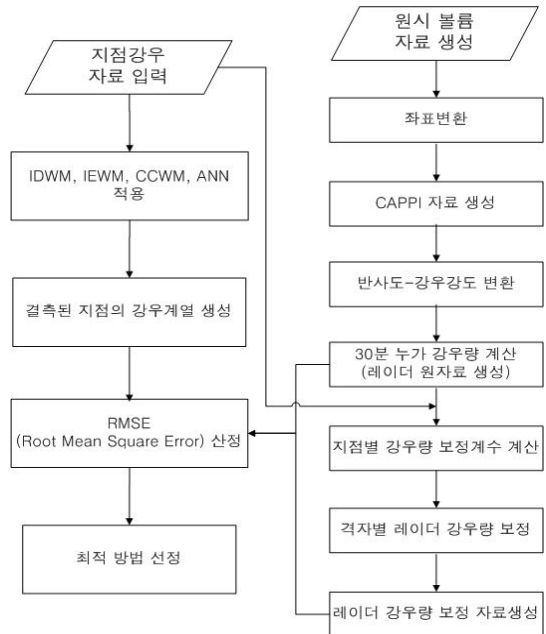 지점강우
자료 입력
IDWM, IEWM, CCWM, ANN
적용
결측된 지점의 강우계열 생성
RMSE
(Root Mean Square Error) 산정
최적 방법 선정
원시 볼륨
자료 생성
좌표변환
CAPPI 자료 생성
반사도-강우강도 변환
30분 누가 강우량 계산
(레이더 원자료 생성)
지점별 강우량 보정계수 계산
격자별 레이더 강우량 보정
레이더 강우량 보정 자료생성